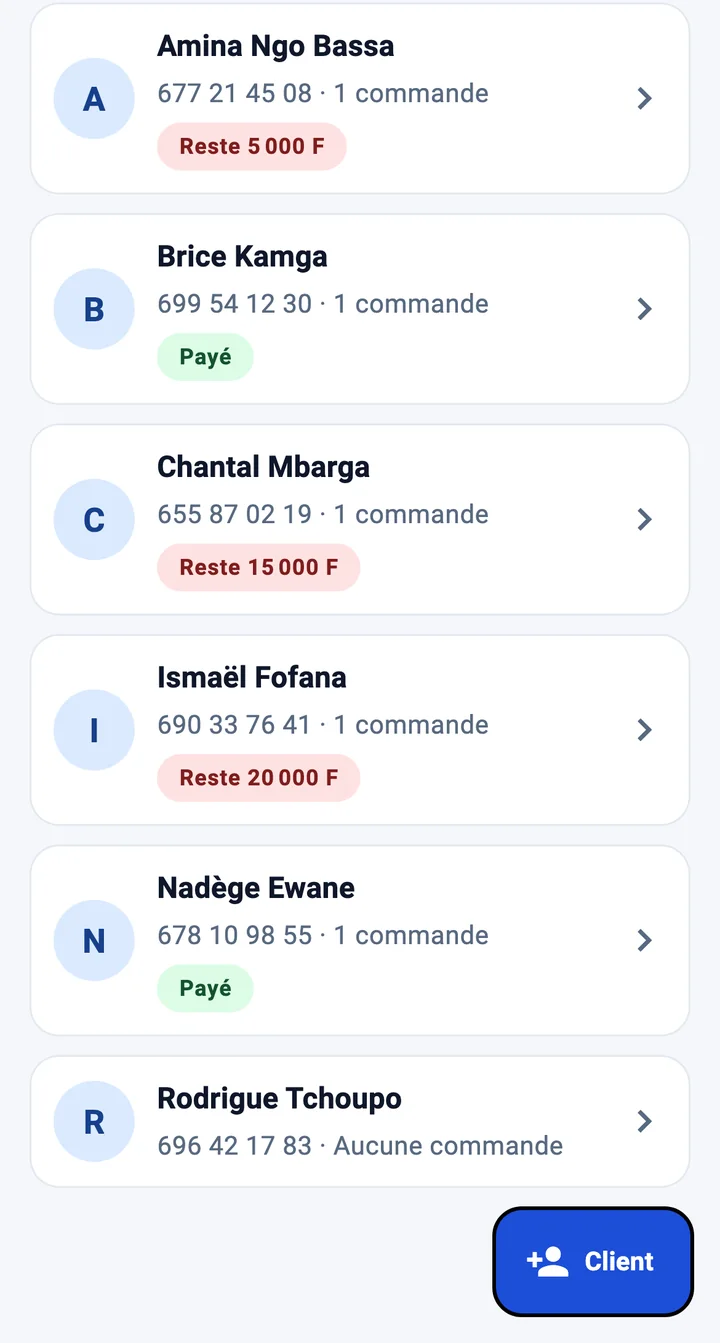 A
Amina Ngo Bassa
677 21 45 08 · 1 commande
Reste 5 000 F
B
Brice Kamga
699 54 12 30 · 1 commande
Payé
C
Chantal Mbarga
655 87 02 19 · 1 commande
Reste 15 000 F
I
Ismaël Fofana
690 33 76 41 · 1 commande
Reste 20 000 F
N
Nadège Ewane
678 10 98 55 · 1 commande
Payé
R
Rodrigue Tchoupo
696 42 17 83 · Aucune commande
Client